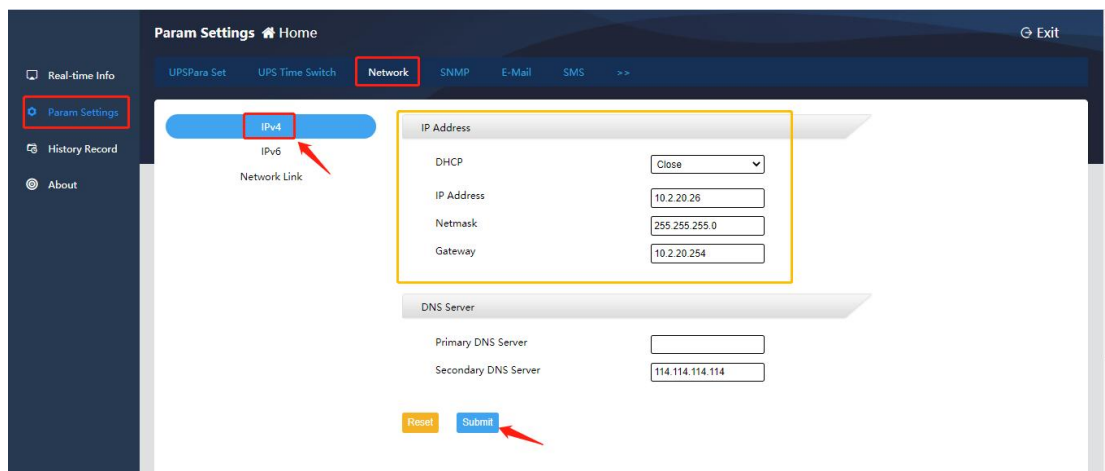 Param Settings Home
Exit
Real-time Info
Param Settings
History Record
About
UPSPara Set UPS Time Switch Network SNMP E-Mail SMS >>
IPv4
IPv6
Network Link
IP Address
DHCP Close
IP Address 10.2.20.26
Netmask 255.255.255.0
Gateway 10.2.20.254
DNS Server
Primary DNS Server
Secondary DNS Server 114.114.114.114
Reset Submit